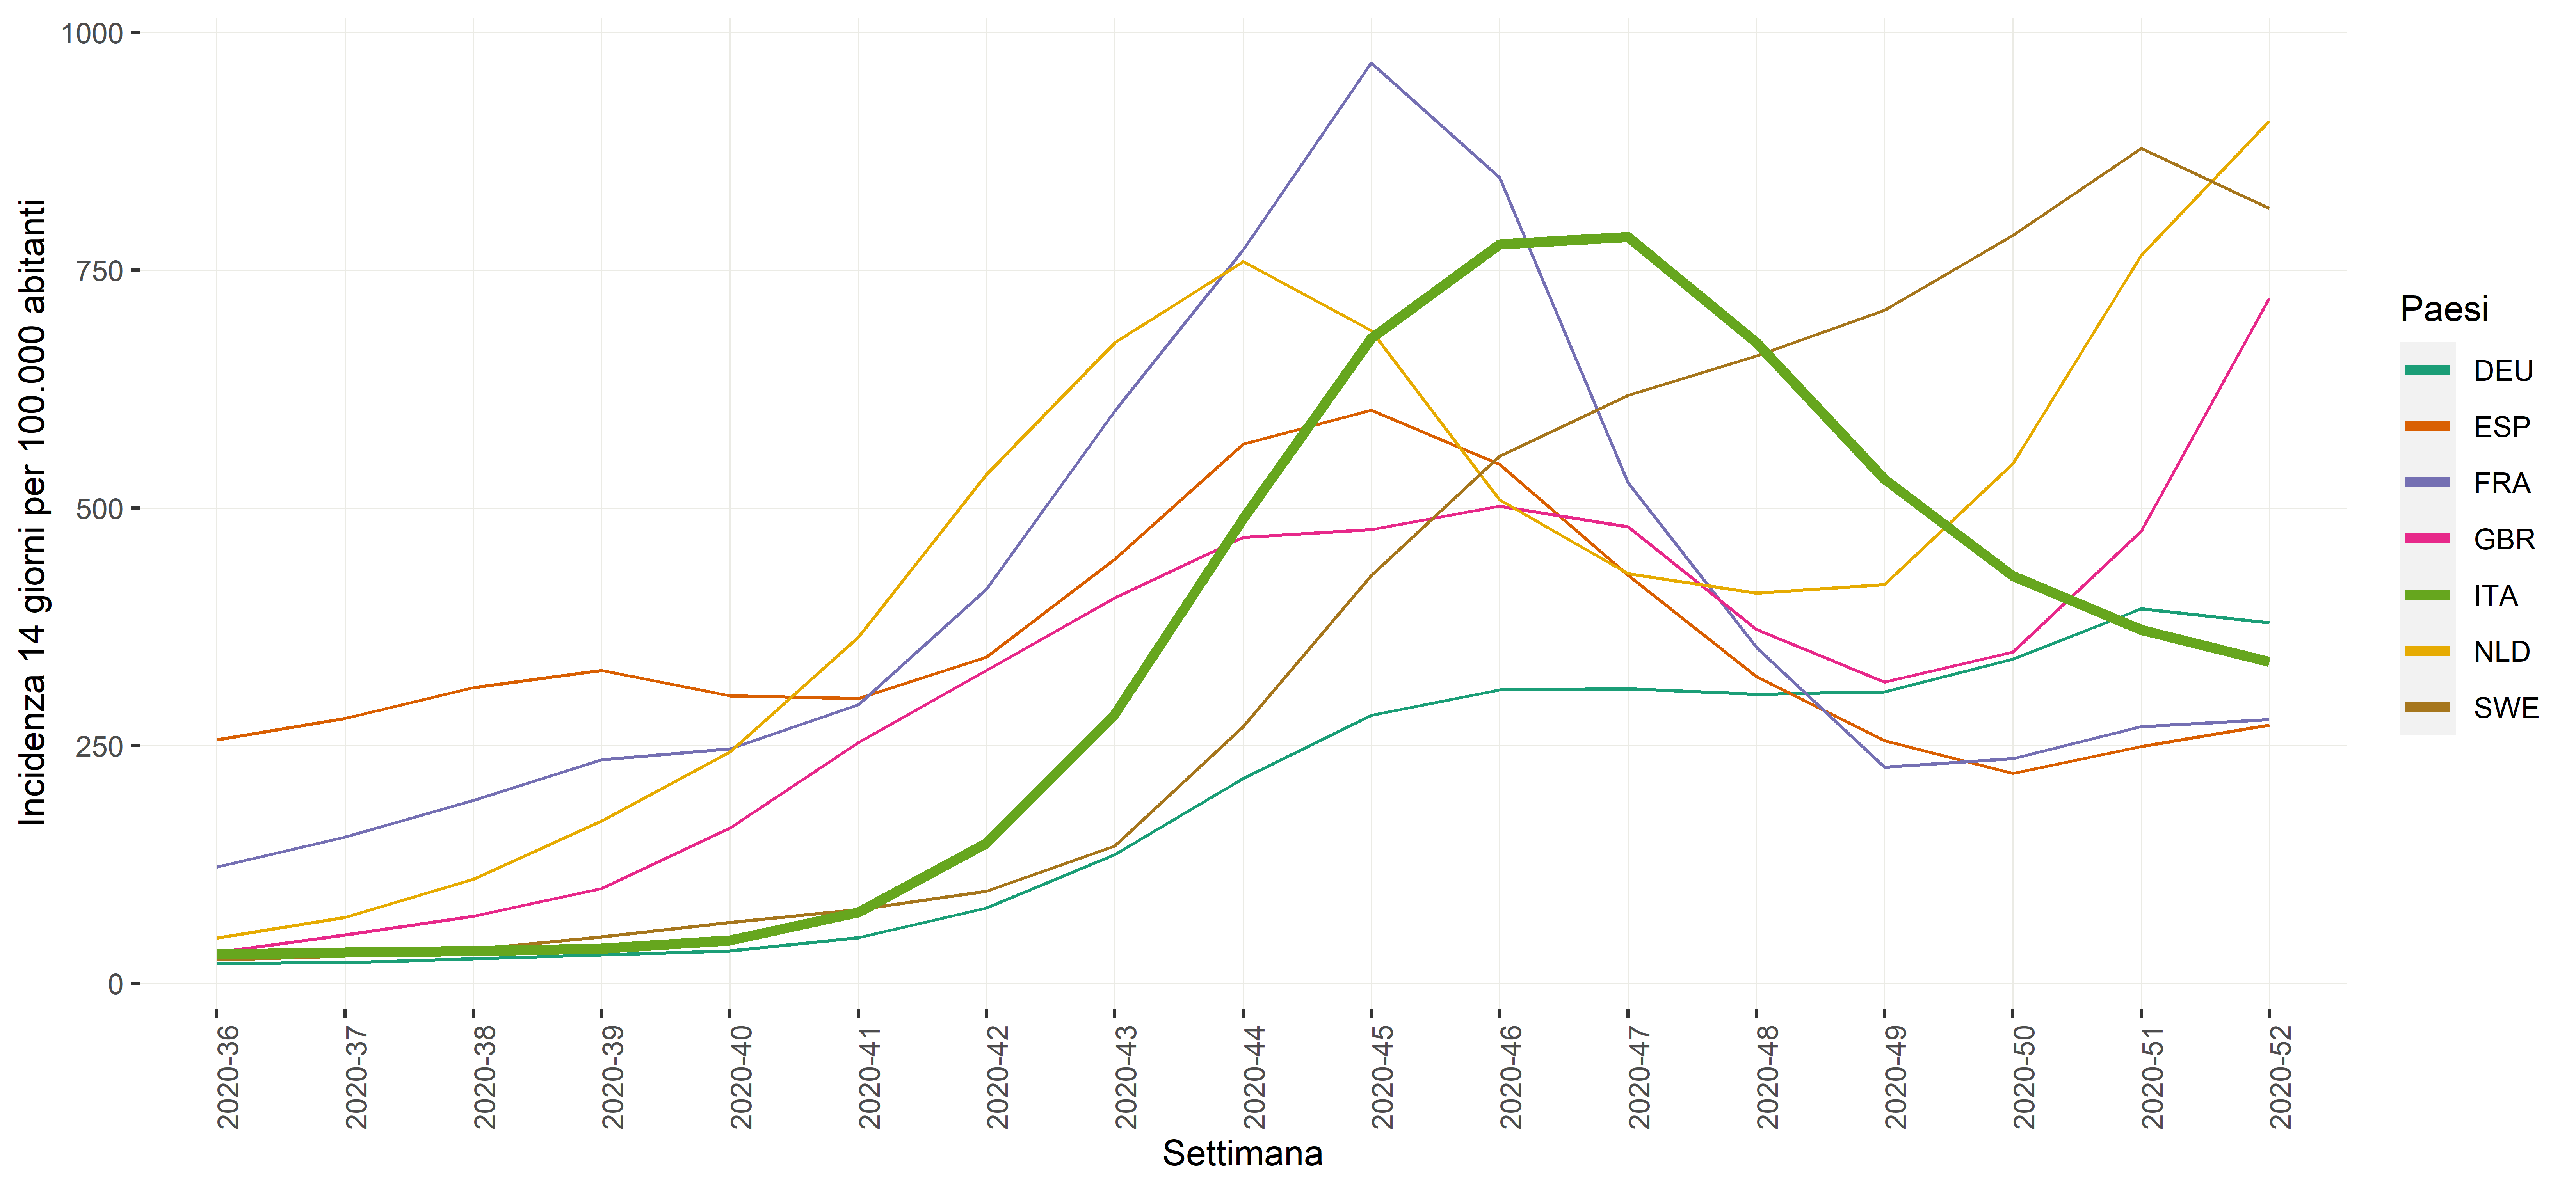 Incidenza 14 giorni per 100.000 abitanti
1000
750
500
250
0
2020-36
2020-37
2020-38
2020-39
2020-40
2020-41
2020-42
2020-43
2020-44
2020-45
2020-46
2020-47
2020-48
2020-49
2020-50
2020-51
2020-52
Settimana
Paesi
DEU
ESP
FRA
GBR
ITA
NLD
SWE